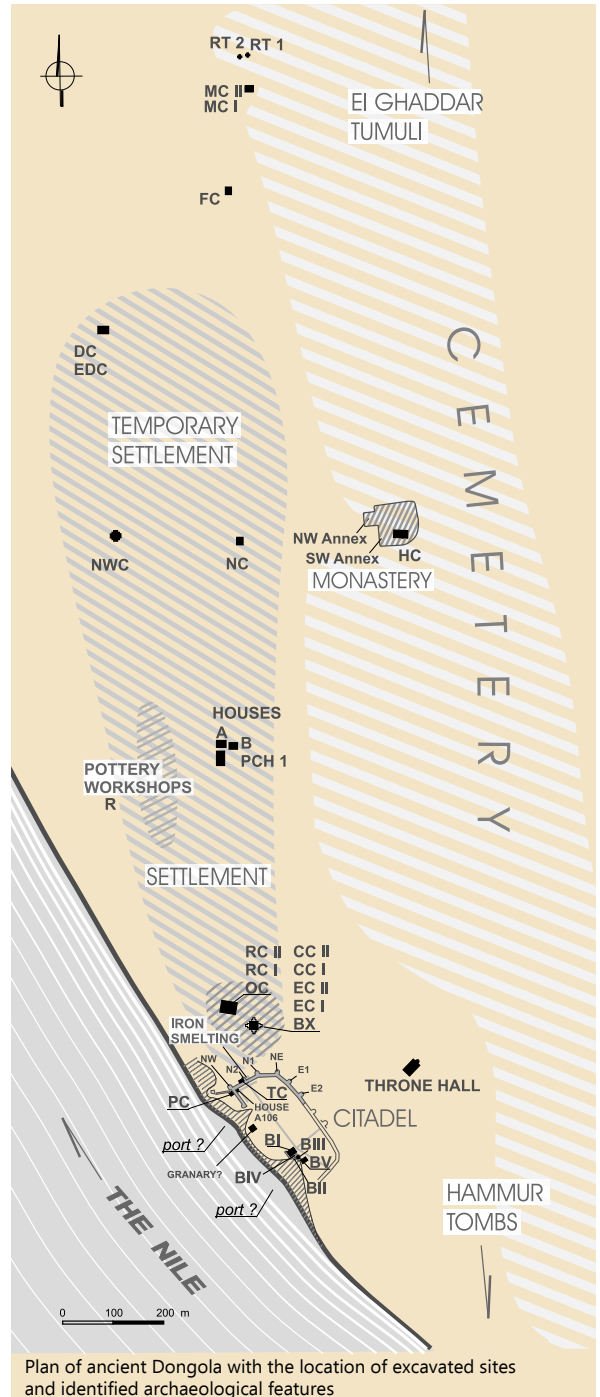 RT 2 RT 1
MC II
MC I
El GHADDAR
TUMULI
FC
CEMETERY
DC
EDC
TEMPORARY
SETTLEMENT
NWC
NC
NW Annex
SW Annex
HC
MONASTERY
HOUSES
A
B
PCH 1
POTTERY
WORKSHOPS
R
SETTLEMENT
RC II CC II
RC I CC I
OC EC II
EC I
BX
IRON
SMELTING
NW
N2
N1
NE
E1
E2
TC
PC
HOUSE
A106
THRONE HALL
CITADEL
port ?
GRANARY?
BI
BIII
BV
BIV
BII
port ?
HAMMUR
TOMBS
THE NILE
0 100 200 m
Plan of ancient Dongola with the location of excavated sites
and identified archaeological features